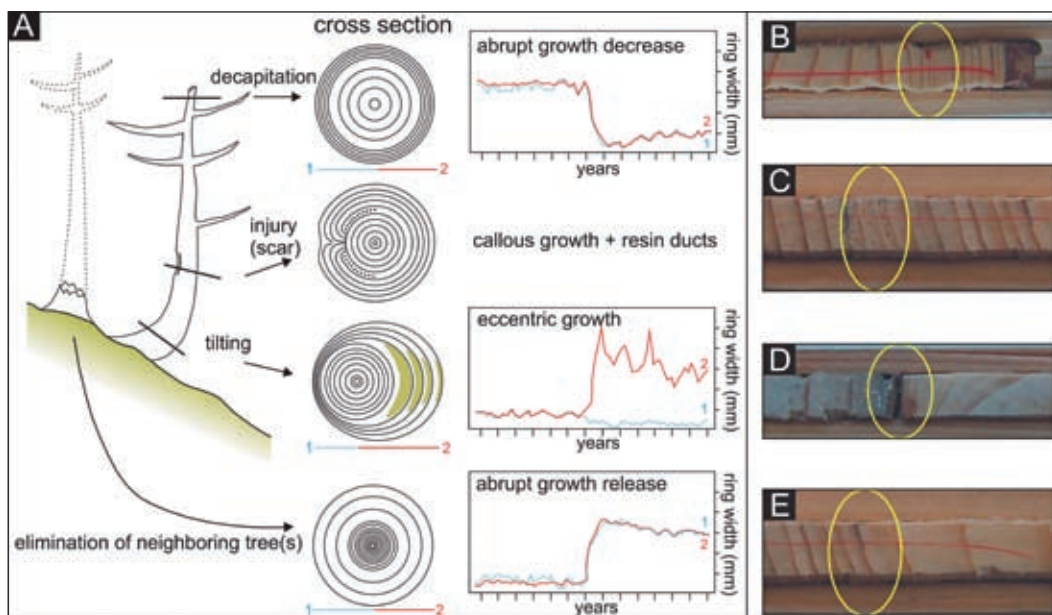 A
cross section
decapitation
abrupt growth decrease
ring width (mm)
2
1
1
2
years
injury
(scar)
callous growth + resin ducts
tilting
eccentric growth
ring width (mm)
2
1
1
2
years
elimination of neighboring tree(s)
abrupt growth release
ring width (mm)
1
2
1
2
years
B
C
D
E